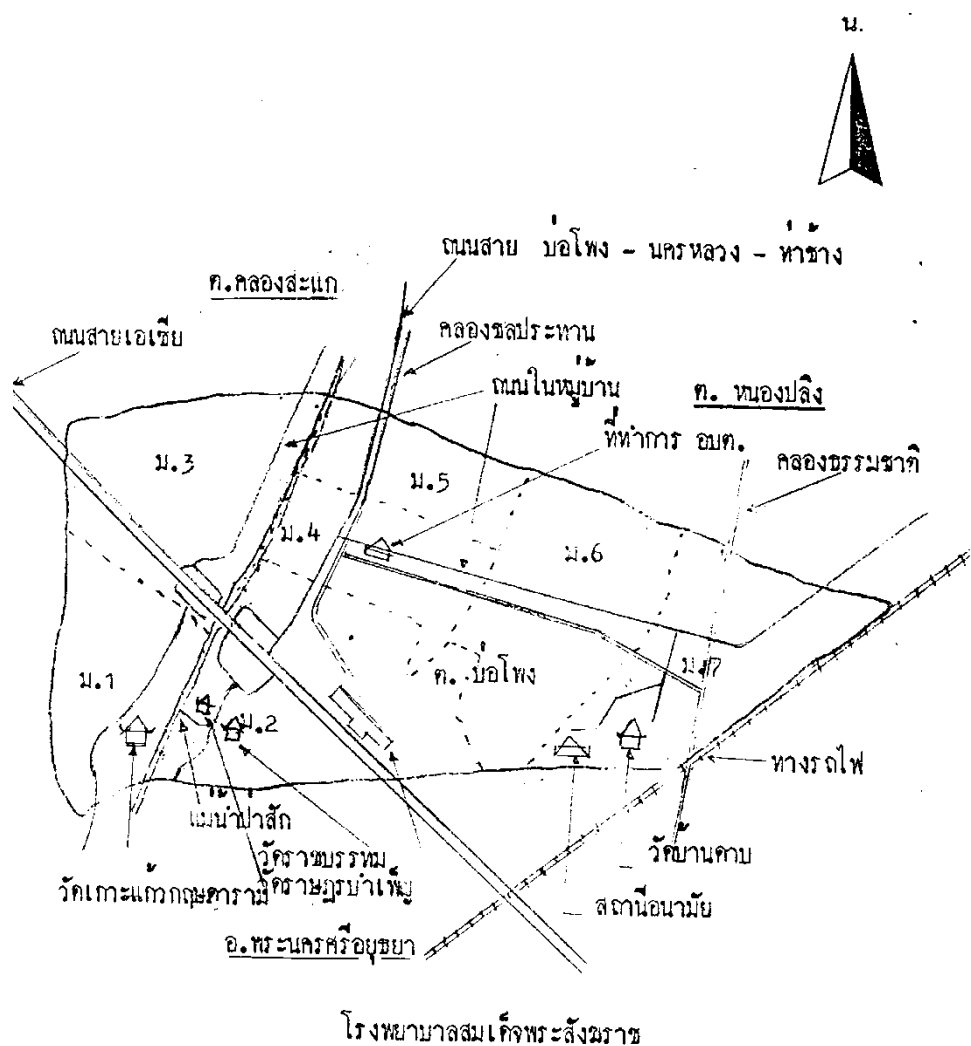 น.
ถนนสาย บ่อโพง - นครหลวง - ท่าช้าง
ต.คลองสะแก
ถนนสายเอเซีย
คลองชลประทาน
ถนนในหมู่บ้าน
ต. หนองปลิง
ที่ทำการ อบต.
คลองธรรมชาติ
ม.3
ม.5
ม.4
ม.6
ต. บ่อโพง
ม.7
ม.1
ม.2
ทางรถไฟ
แม่น้ำป่าสัก
วัดราชบรรทม
วัดบ้านดาบ
วัดเกาะแก้วกฤษดาราม
วัดราษฎรบำเพ็ญ
สถานีอนามัย
อ.พระนครศรีอยุธยา
โรงพยาบาลสมเด็จพระสังฆราช